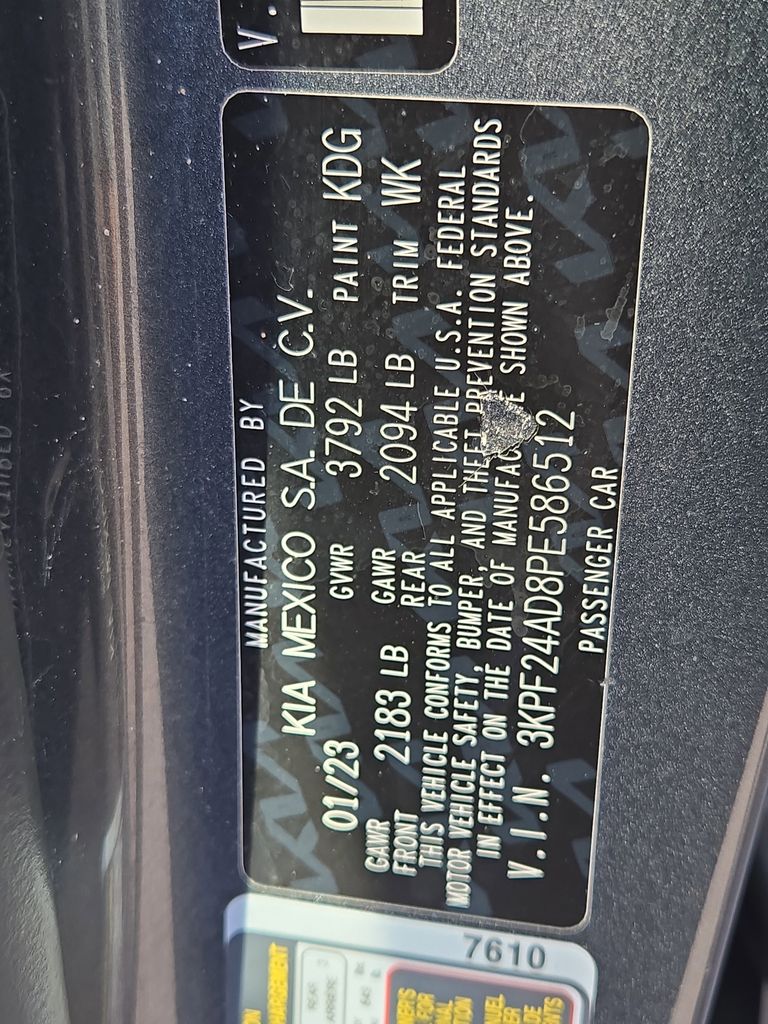 V.
MANUFACTURED BY
KIA MEXICO S.A. DE C.V.
01/23 GVWR 3792 LB PAINT KDG
GAWR FRONT 2183 LB GAWR REAR 2094 LB TRIM WK
THIS VEHICLE CONFORMS TO ALL APPLICABLE U.S.A. FEDERAL
MOTOR VEHICLE SAFETY, BUMPER, AND THEFT PREVENTION STANDARDS
IN EFFECT ON THE DATE OF MANUFAC E SHOWN ABOVE.
V.I.N. 3KPF24AD8PE586512
PASSENGER CAR
7610